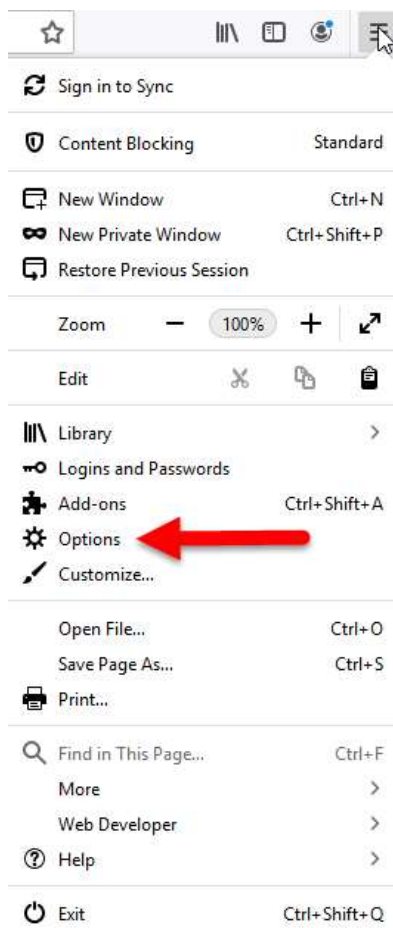 Sign in to Sync
Content Blocking Standard
New Window Ctrl+N
New Private Window Ctrl+Shift+P
Restore Previous Session
Zoom 100%
Edit
Library
Logins and Passwords
Add-ons Ctrl+Shift+A
Options
Customize...
Open File... Ctrl+O
Save Page As... Ctrl+S
Print...
Find in This Page... Ctrl+F
More
Web Developer
Help
Exit Ctrl+Shift+Q